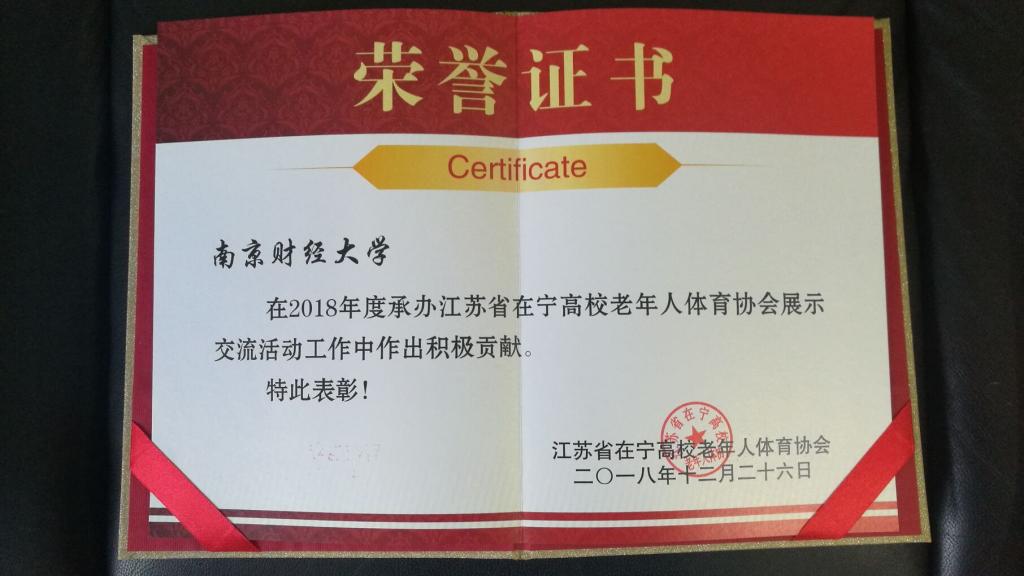 荣誉证书
Certificate
南京财经大学
在2018年度承办江苏省在宁高校老年人体育协会展示
交流活动工作中作出积极贡献。
特此表彰!
江苏省在宁高校老年人体育协会
二〇一八年十二月二十六日